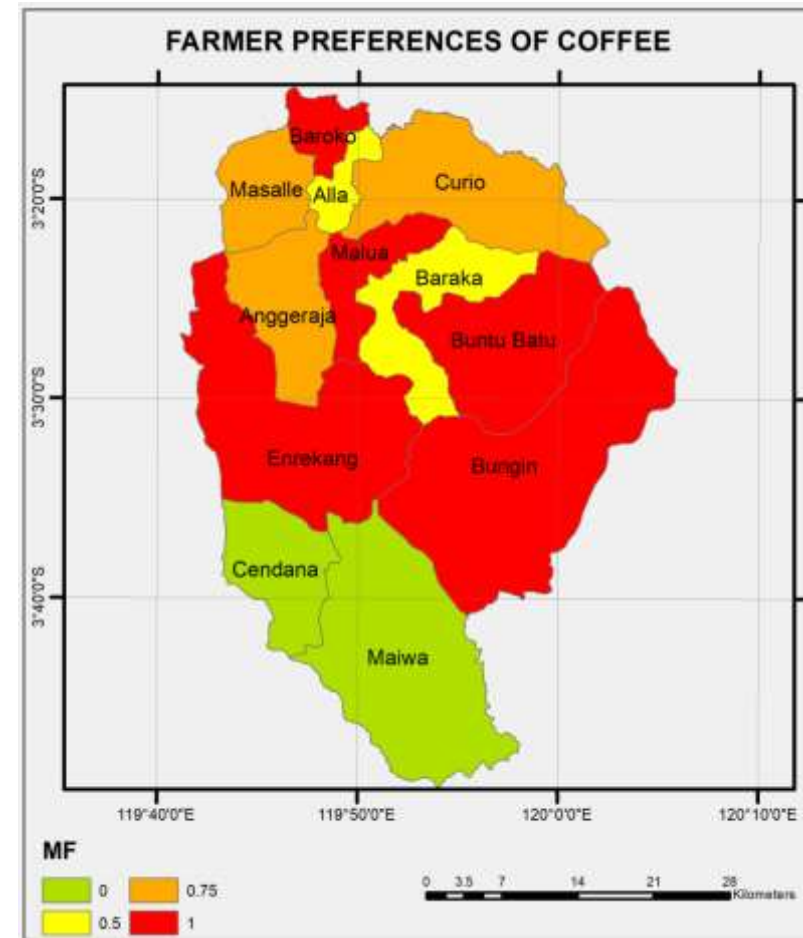 FARMER PREFERENCES OF COFFEE
Baroko
Masalle
Alla
Curio
Malua
Baraka
Anggeraja
Buntu Batu
Enrekang
Bungin
Cendana
Maiwa
3°20'0"S
3°30'0"S
3°40'0"S
119°40'0"E 119°50'0"E 120°0'0"E 120°10'0"E
MF
0 0.75
0.5 1
0 3.5 7 14 21 28
Kilometers